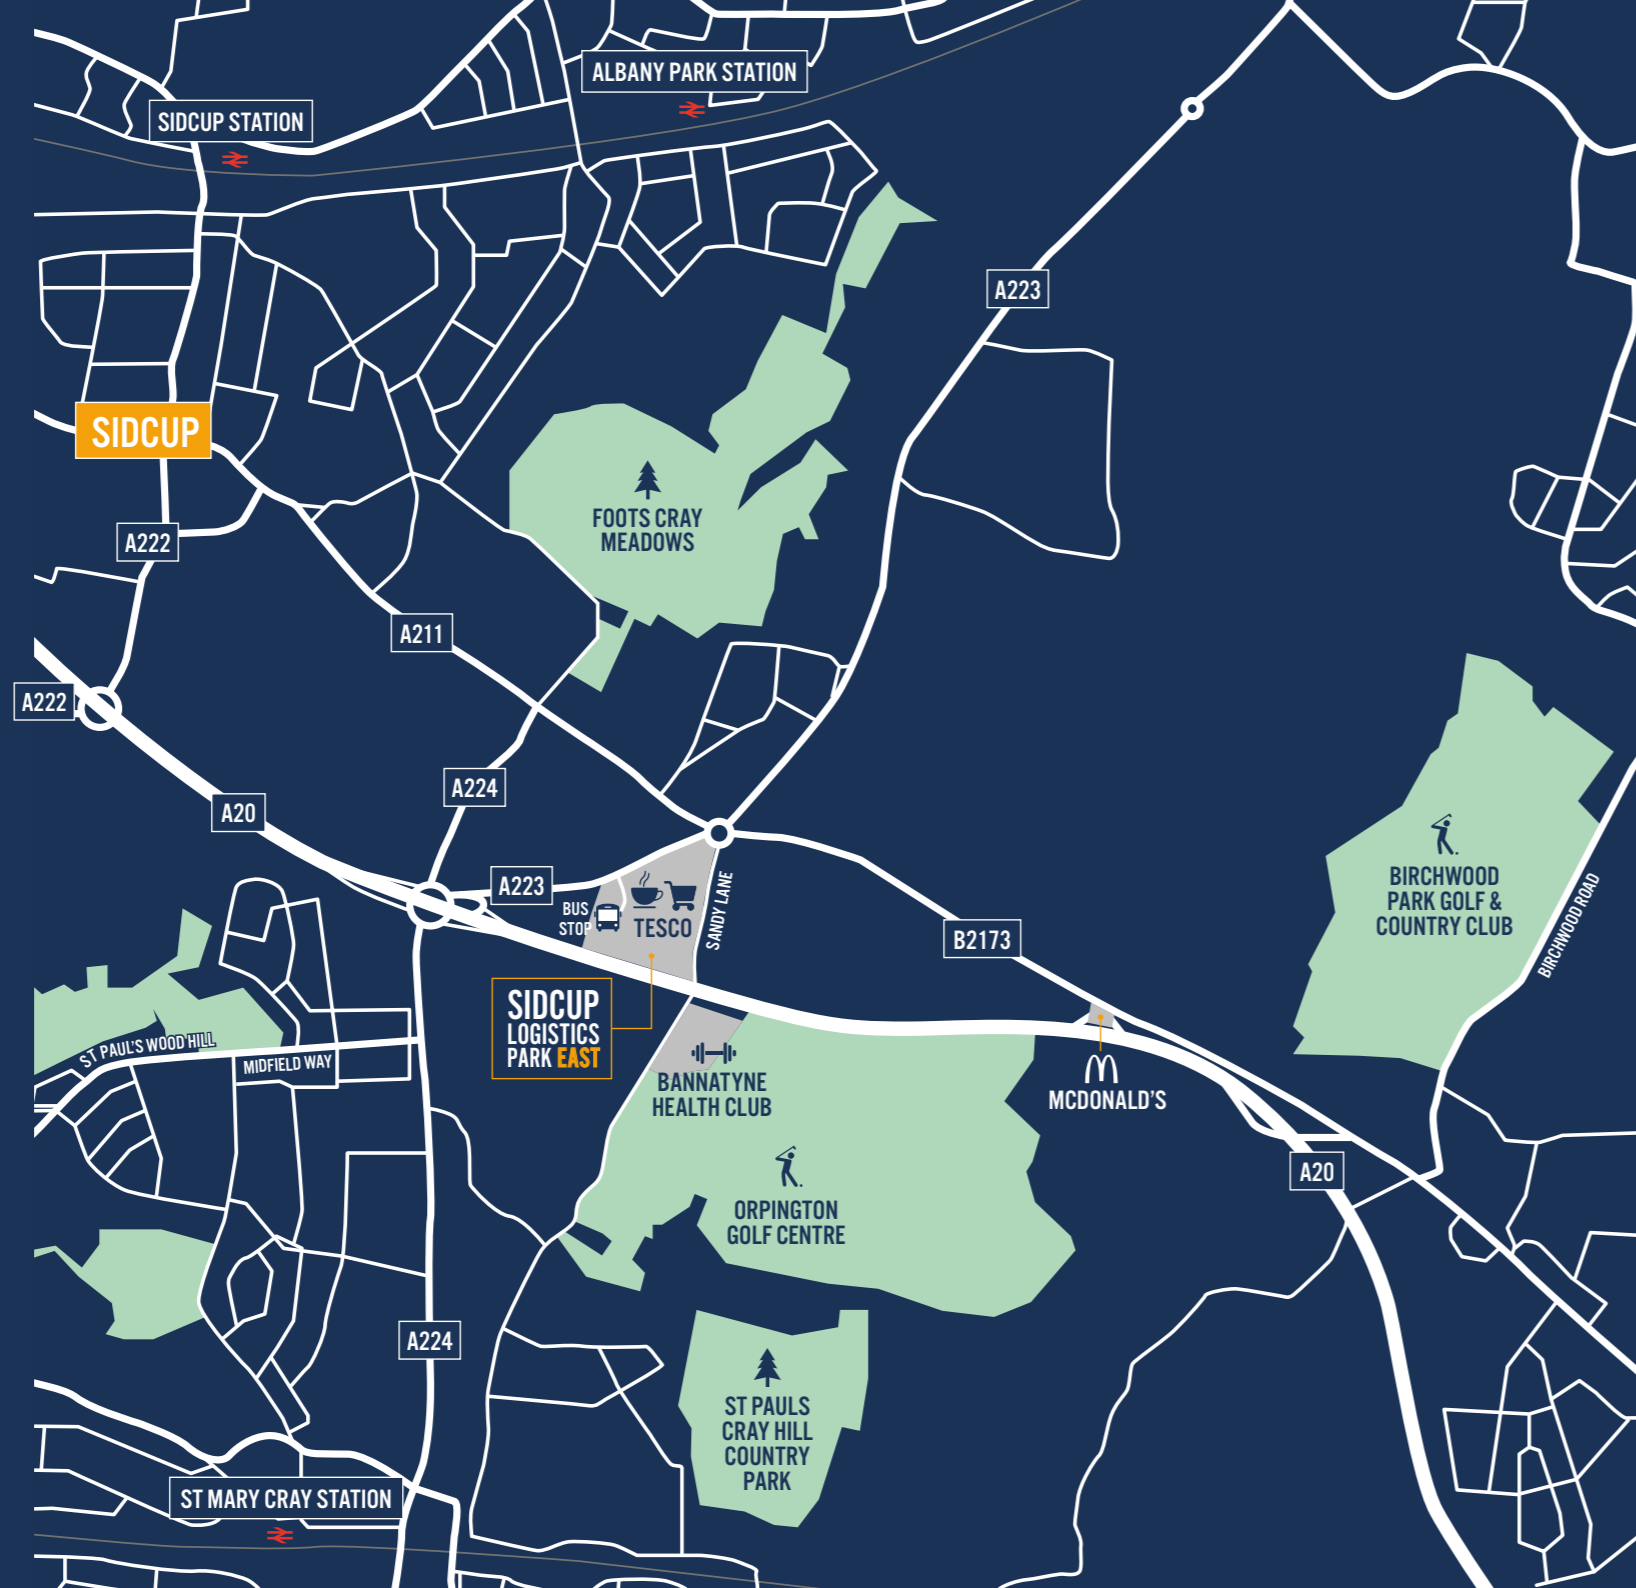 ALBANY PARK STATION
SIDCUP STATION
A223
SIDCUP
FOOTS CRAY
MEADOWS
A222
A211
A222
A224
A20
A223
BUS
STOP
TESCO
SANDY LANE
B2173
BIRCHWOOD
PARK GOLF &
COUNTRY CLUB
BIRCHWOOD ROAD
SIDCUP
LOGISTICS
PARK EAST
ST PAUL'S WOOD HILL
MIDFIELD WAY
BANNATYNE
HEALTH CLUB
MCDONALD'S
A20
ORPINGTON
GOLF CENTRE
A224
ST PAULS
CRAY HILL
COUNTRY
PARK
ST MARY CRAY STATION